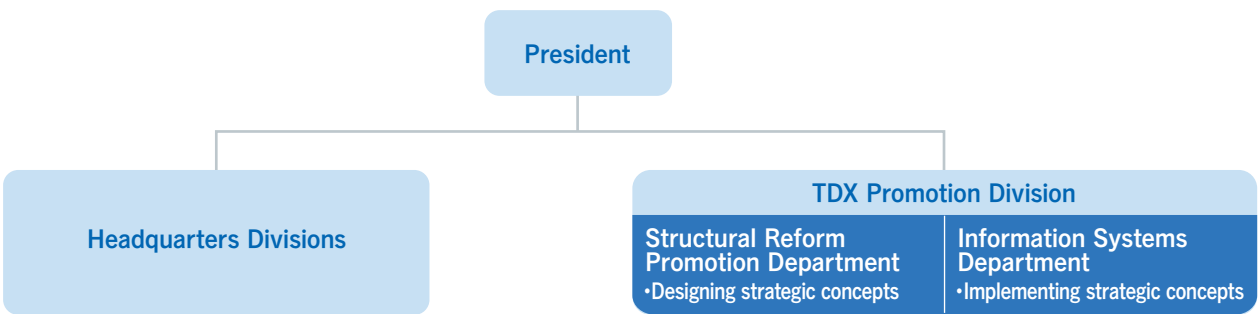 President
Headquarters Divisions
TDX Promotion Division
Structural Reform
Promotion Department
•Designing strategic concepts
Information Systems
Department
•Implementing strategic concepts